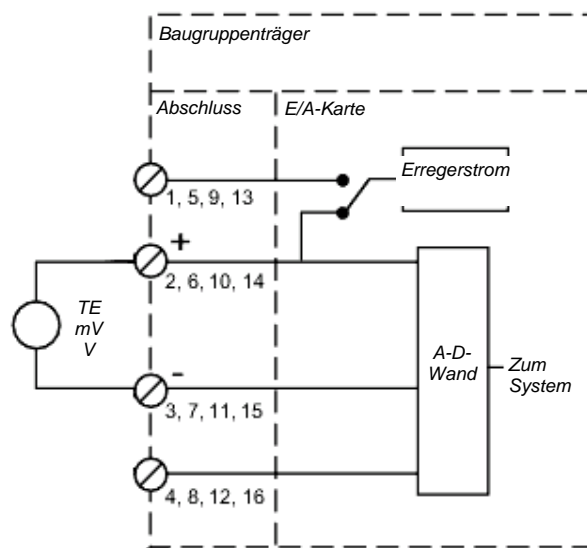 Baugruppenträger
Abschluss
E/A-Karte
Erregerstrom
1, 5, 9, 13
+
2, 6, 10, 14
TE
mV
V
A-D-
Wand
Zum
System
-
3, 7, 11, 15
4, 8, 12, 16